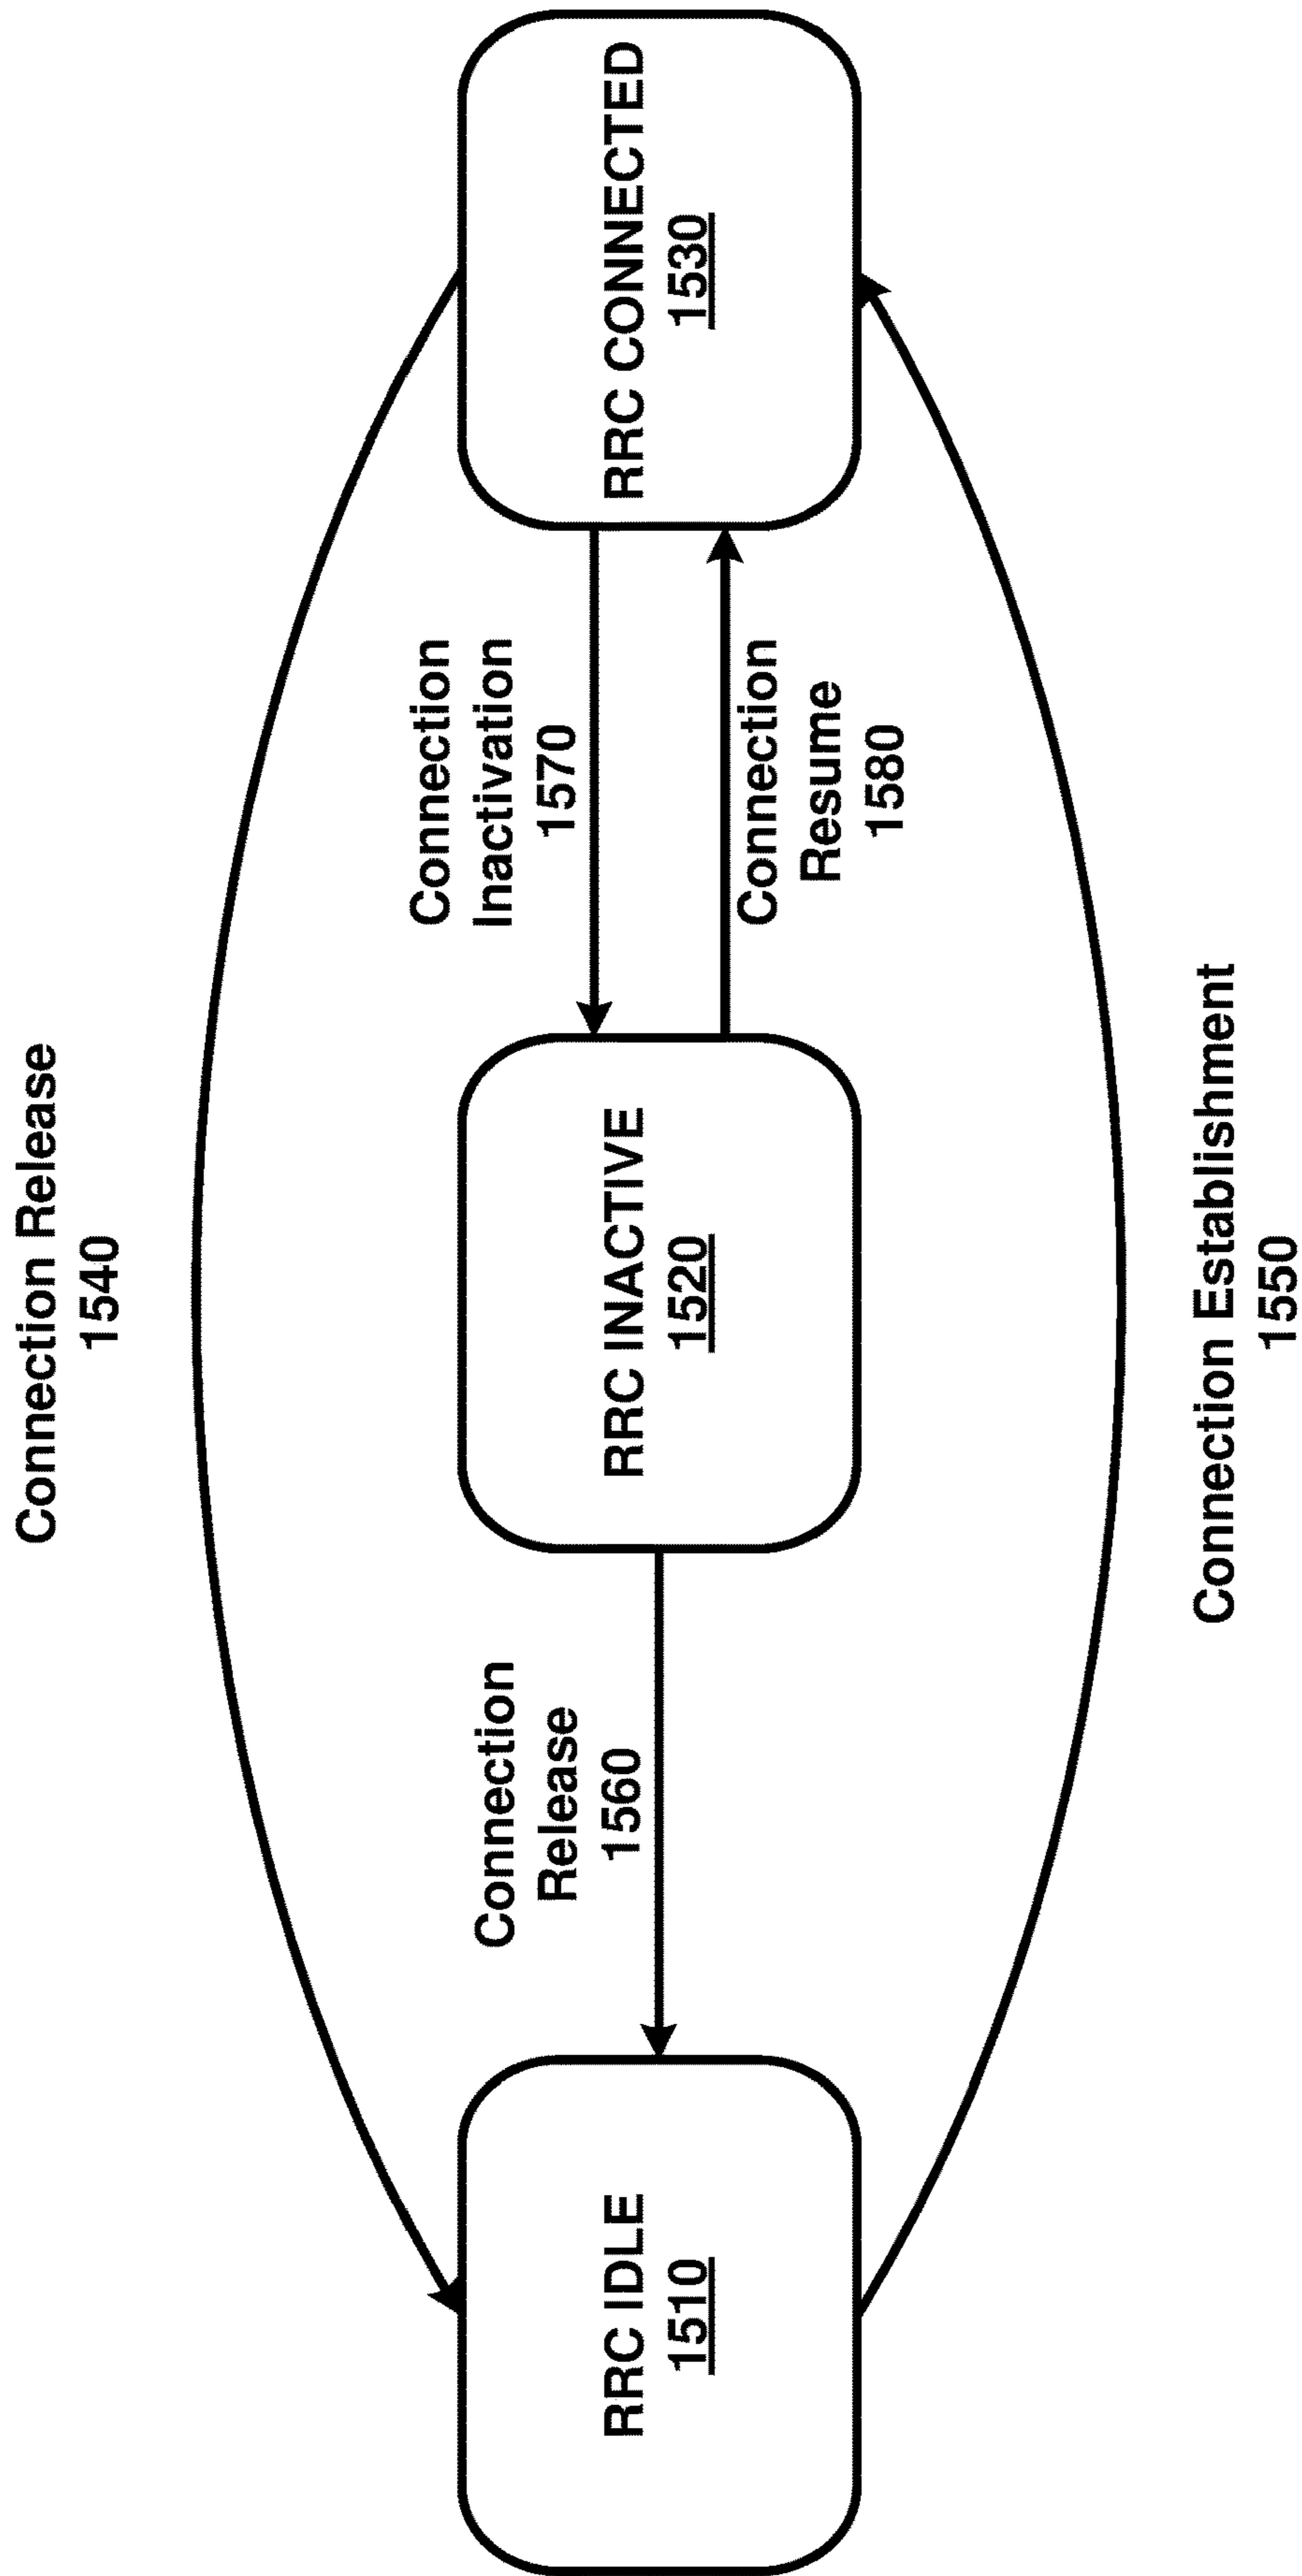 Connection Release
1540
Connection
Release
1560
Connection
Inactivation
1570
RRC IDLE
1510
RRC INACTIVE
1520
RRC CONNECTED
1530
Connection
Resume
1580
Connection Establishment
1550